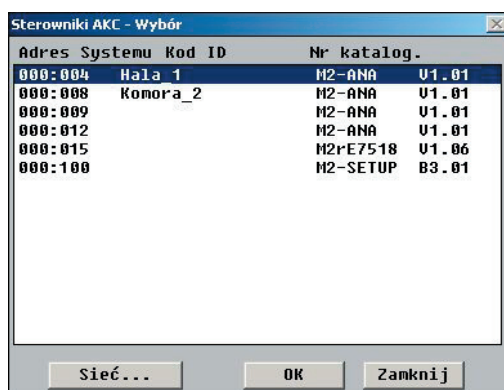 Sterowniki AKC - Wybór
Adres Systemu Kod ID Nr katalog.
000:004 Hala_1 M2-ANA V1.01
000:008 Komora_2 M2-ANA V1.01
000:009 M2-ANA V1.01
000:012 M2-ANA V1.01
000:015 M2rE7518 V1.06
000:100 M2-SETUP B3.01
Sieć... OK Zamknij